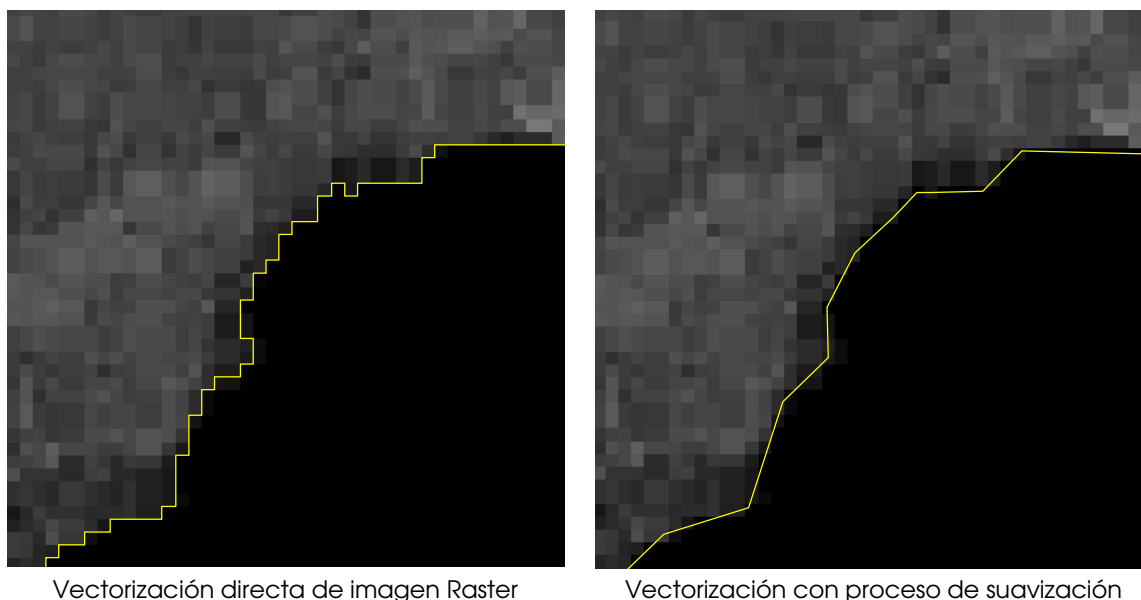 Vectorización directa de imagen Raster
Vectorización con proceso de suavización